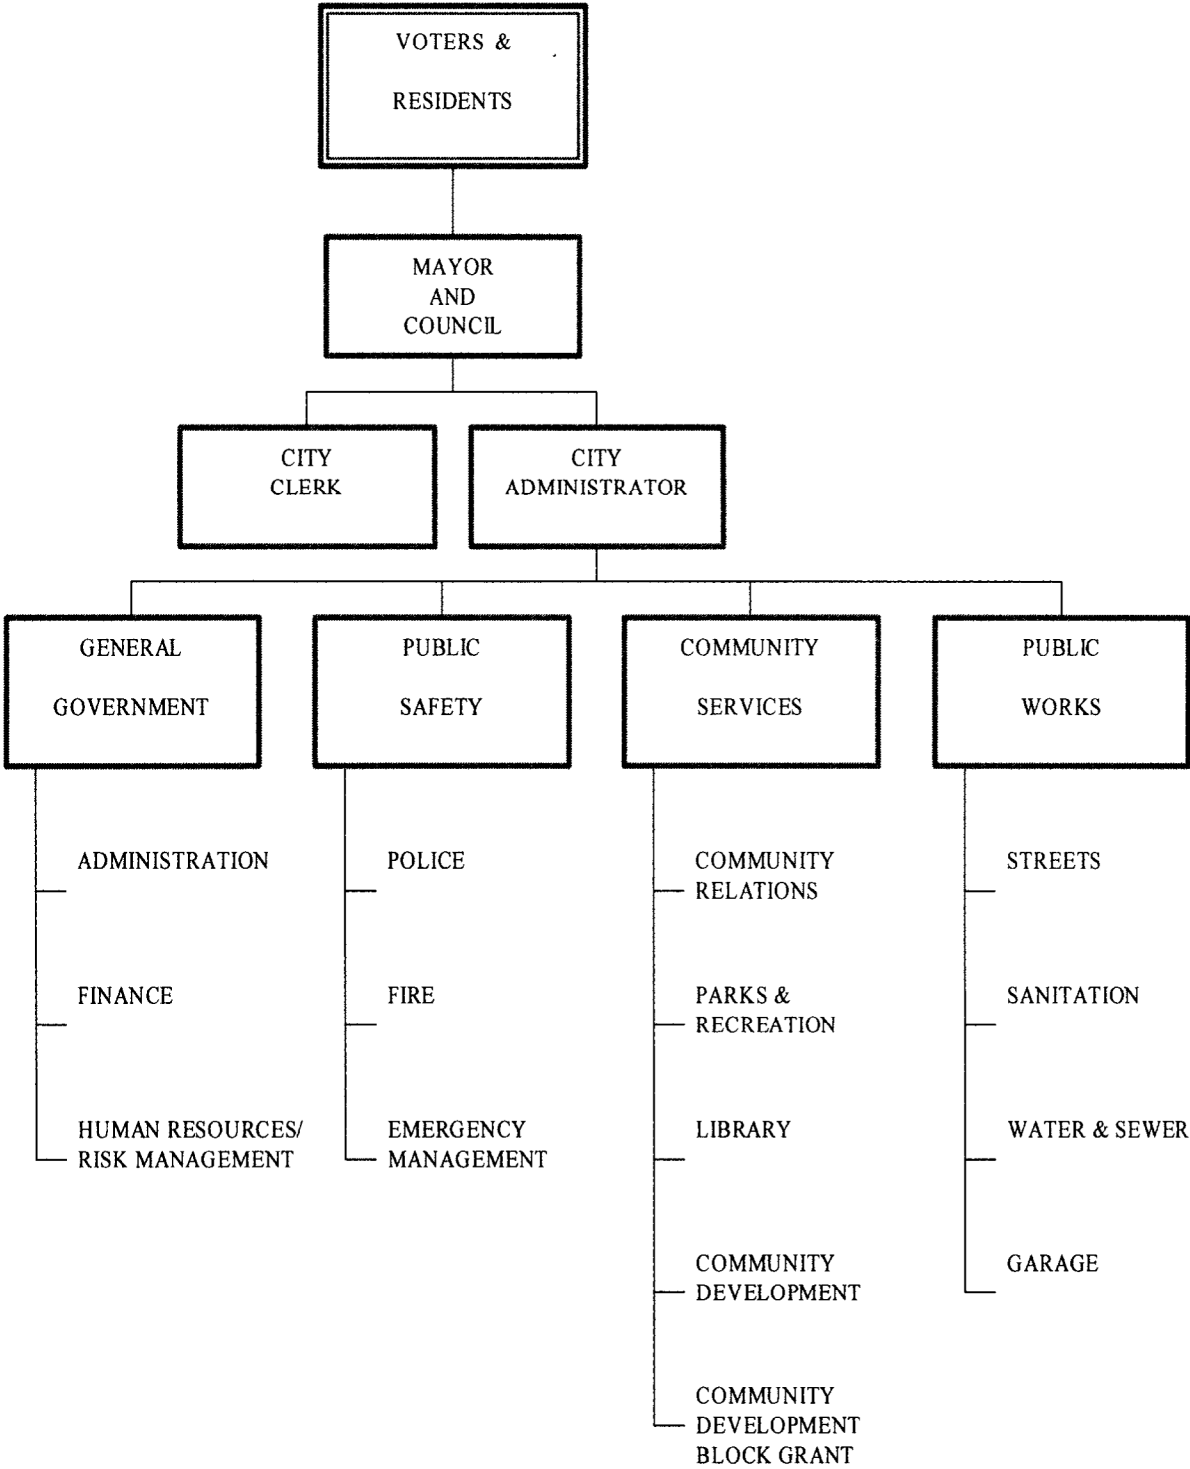 VOTERS &
RESIDENTS
MAYOR
AND
COUNCIL
CITY
CLERK
CITY
ADMINISTRATOR
GENERAL
GOVERNMENT
PUBLIC
SAFETY
COMMUNITY
SERVICES
PUBLIC
WORKS
ADMINISTRATION
FINANCE
HUMAN RESOURCES/
RISK MANAGEMENT
POLICE
FIRE
EMERGENCY
MANAGEMENT
COMMUNITY
RELATIONS
PARKS &
RECREATION
LIBRARY
COMMUNITY
DEVELOPMENT
COMMUNITY
DEVELOPMENT
BLOCK GRANT
STREETS
SANITATION
WATER & SEWER
GARAGE